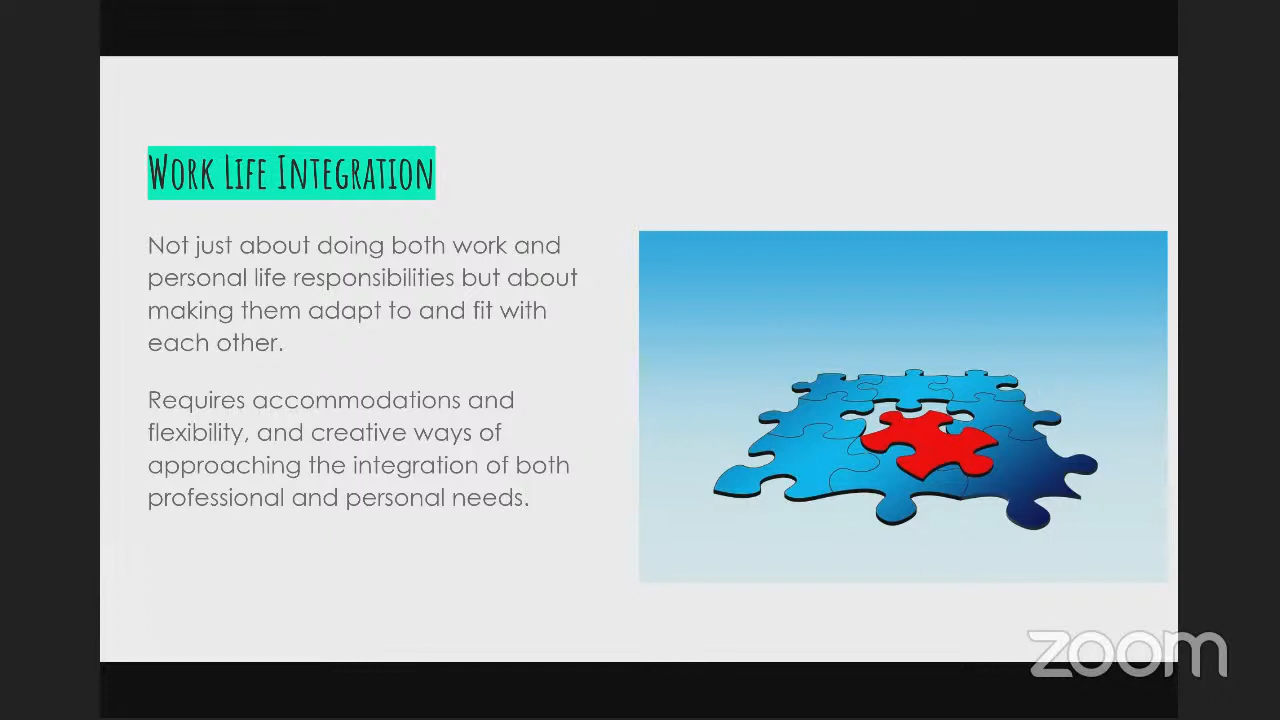 Work Life Integration
Not just about doing both work and
personal life responsibilities but about
making them adapt to and fit with
each other.
Requires accommodations and
flexibility, and creative ways of
approaching the integration of both
professional and personal needs.
zoom